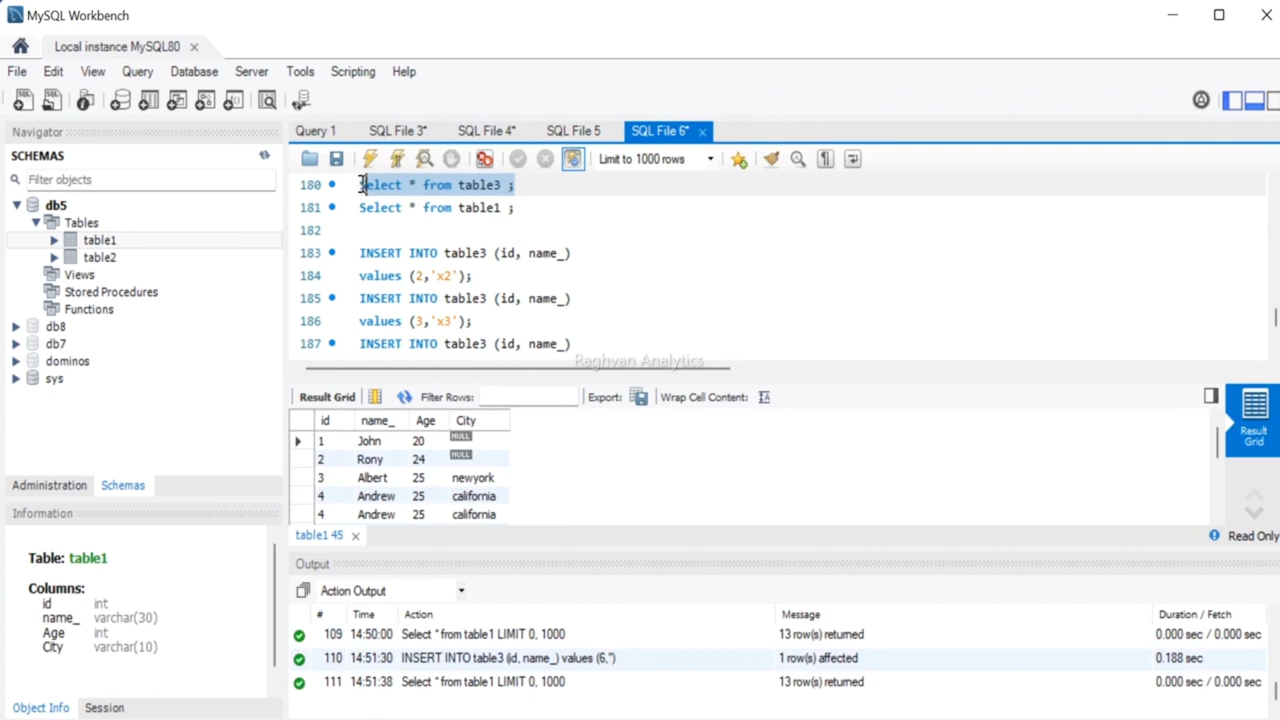 MySQL Workbench
Local instance MySQL80
File Edit View Query Database Server Tools Scripting Help
Navigator
SCHEMAS
Filter objects
db5
Tables
table1
table2
Views
Stored Procedures
Functions
db8
db7
dominos
sys
Administration Schemas
Information
Table: table1
Columns:
id int
name_ varchar(30)
Age int
City varchar(10)
Object Info Session
Query 1 SQL File 3* SQL File 4* SQL File 5 SQL File 6*
Limit to 1000 rows
180 Select * from table3 ;
181 Select * from table1 ;
182
183 INSERT INTO table3 (id, name_)
184 values (2,'x2');
185 INSERT INTO table3 (id, name_)
186 values (3,'x3');
187 INSERT INTO table3 (id, name_)
Raghvan Analytics
Result Grid Filter Rows: Export: Wrap Cell Content:
id name_ Age City
1 John 20 NULL
2 Rony 24 NULL
3 Albert 25 newyork
4 Andrew 25 california
4 Andrew 25 california
Result
Grid
table1 45
Read Only
Output
Action Output
# Time Action Message Duration / Fetch
109 14:50:00 Select * from table1 LIMIT 0, 1000 13 row(s) returned 0.000 sec / 0.000 sec
110 14:51:30 INSERT INTO table3 (id, name_) values (6,'') 1 row(s) affected 0.188 sec
111 14:51:38 Select * from table1 LIMIT 0, 1000 13 row(s) returned 0.000 sec / 0.000 sec